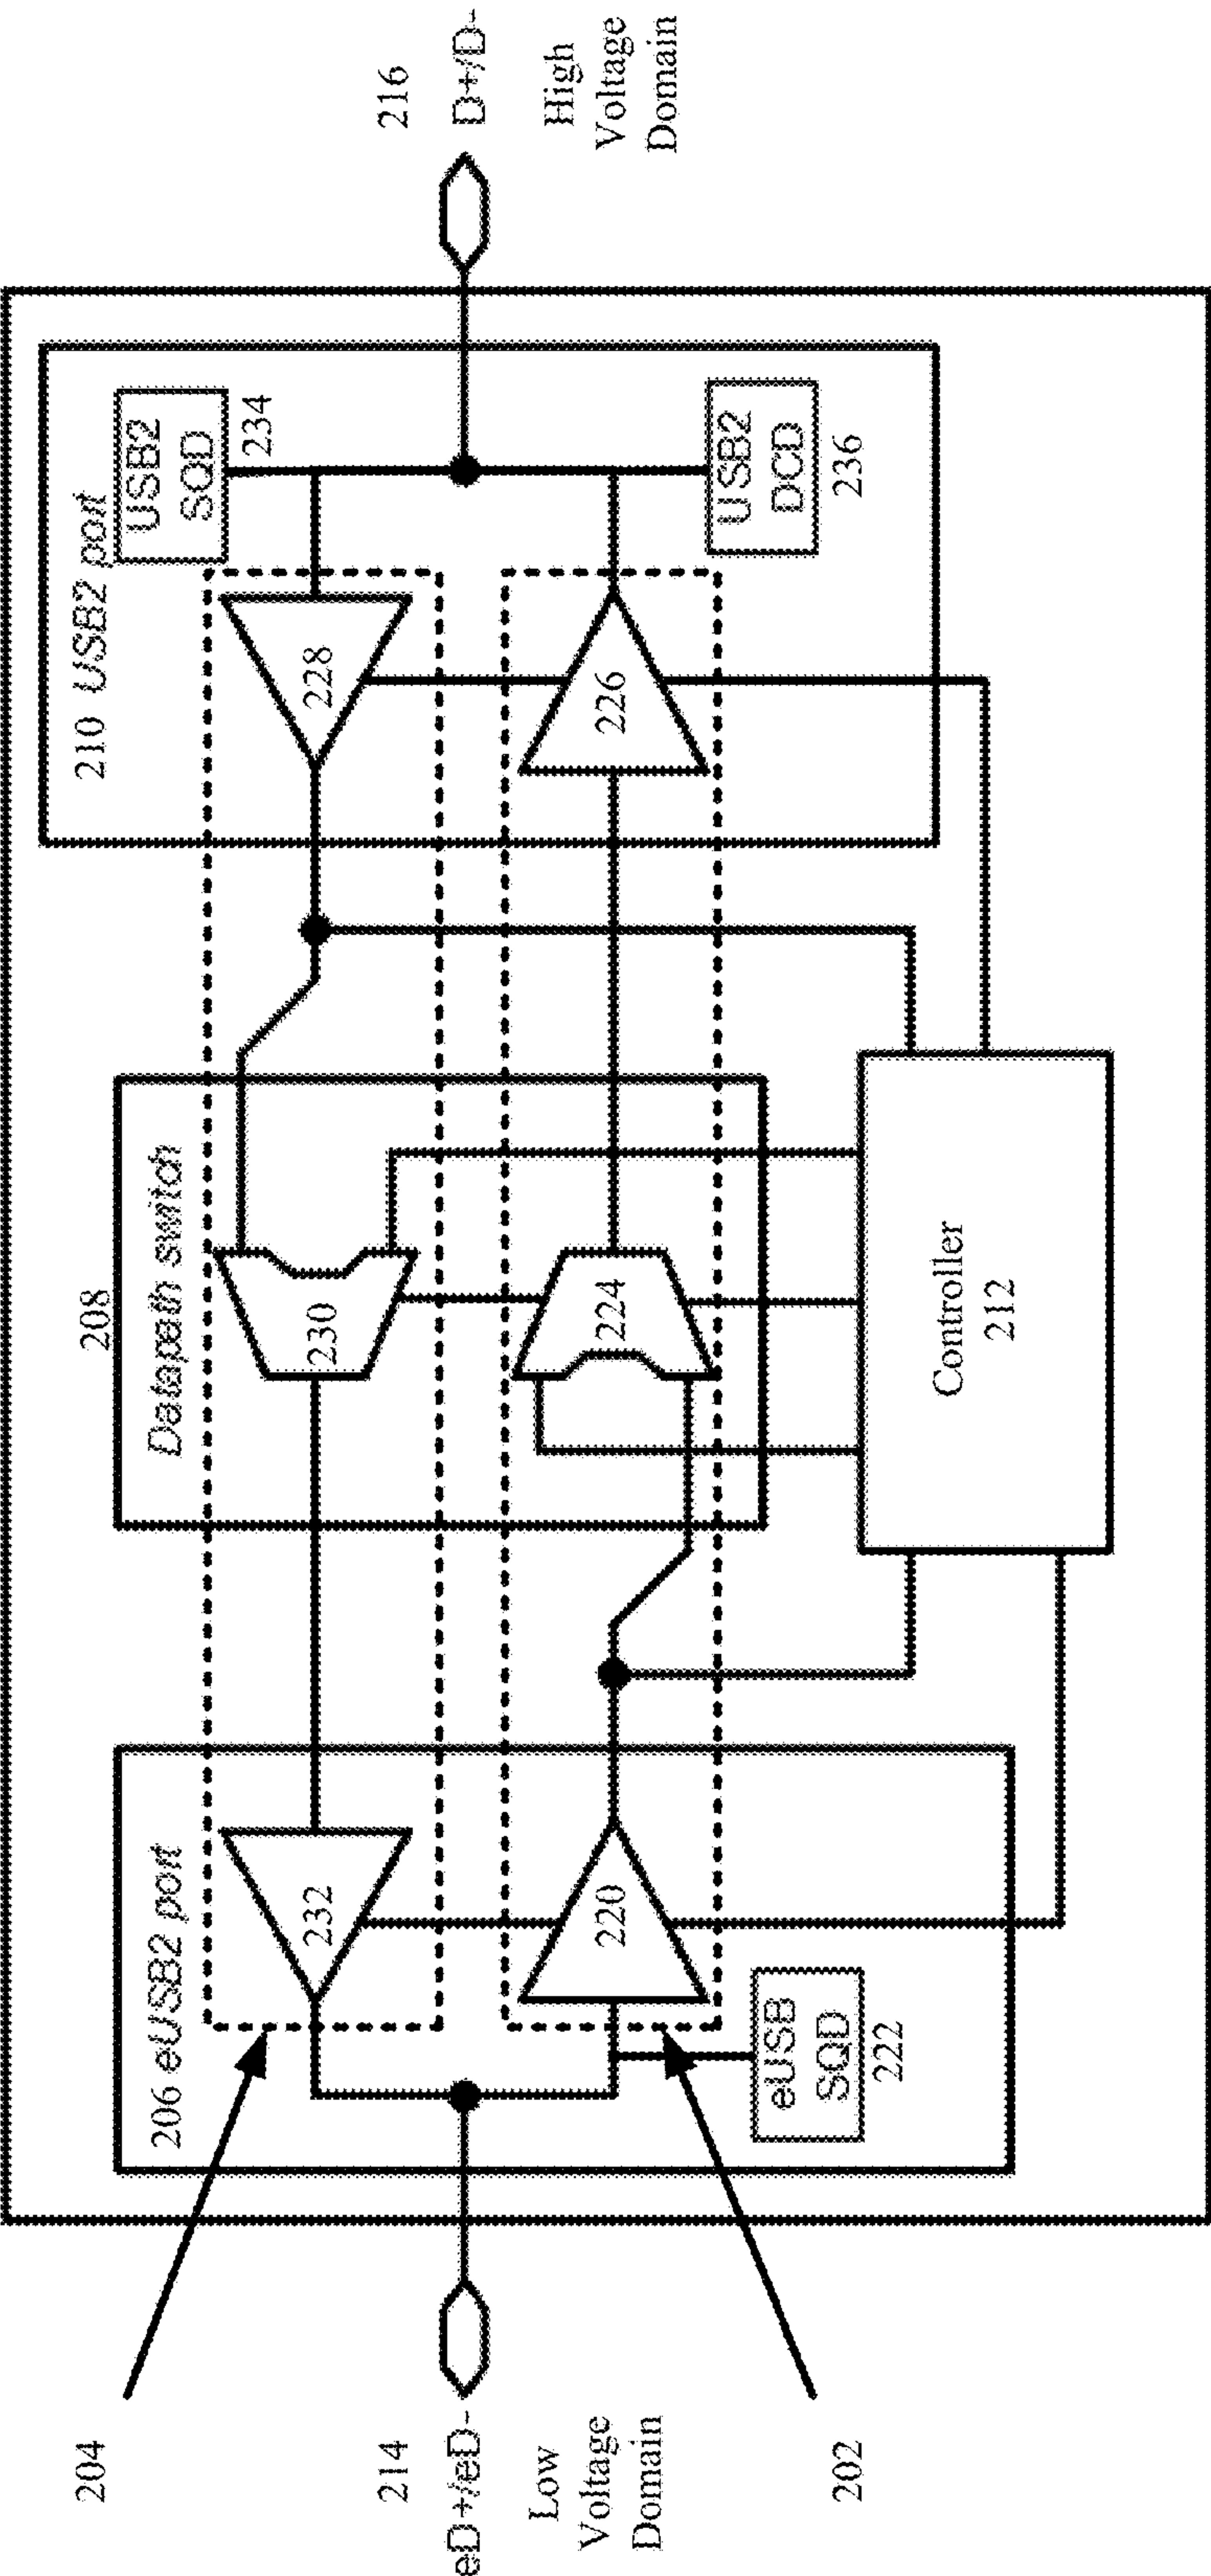 204
214
eD+/eD-
Low
Voltage
Domain
202
206 eUSB2 port
232
220
eUSB
SQD
222
208
Datapath switch
230
224
Controller
212
210 USB2 port
228
226
USB2
SQD
234
USB2
DCD
236
216
D+/D-
High
Voltage
Domain